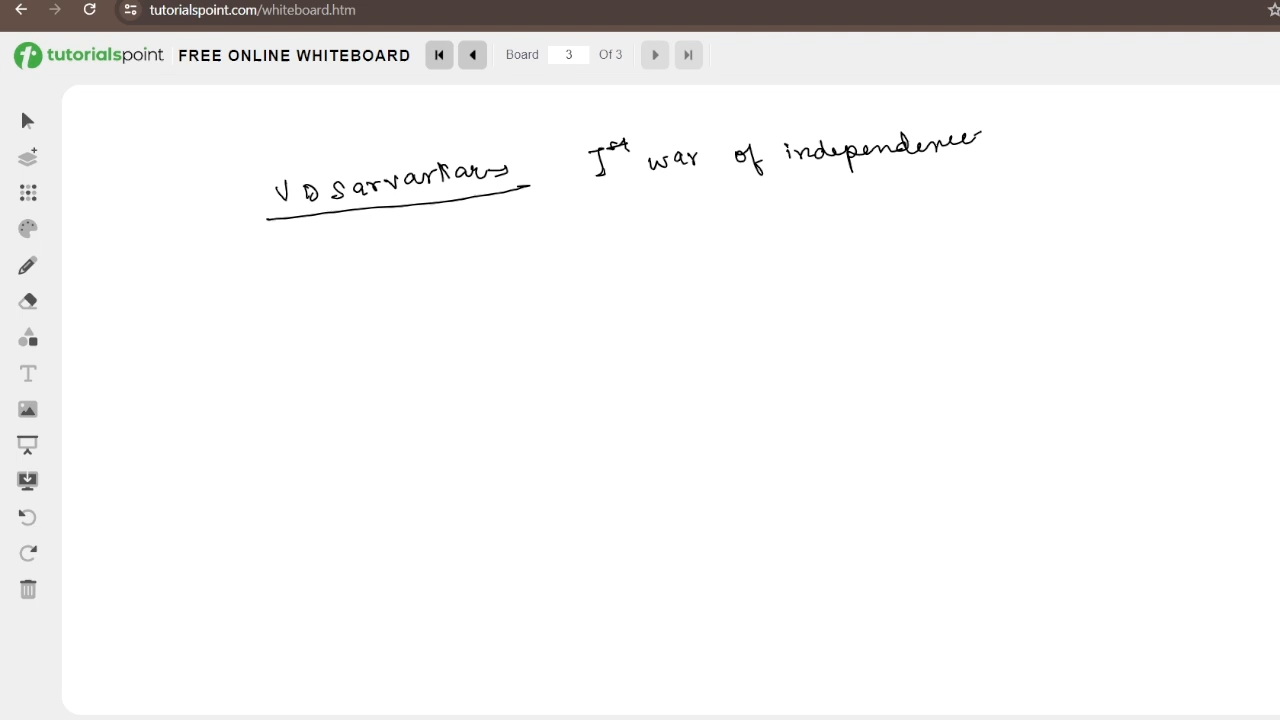 tutorialspoint.com/whiteboard.htm
tutorialspoint FREE ONLINE WHITEBOARD Board 3 Of 3
V D Sarvarkar Ist war of independence
T